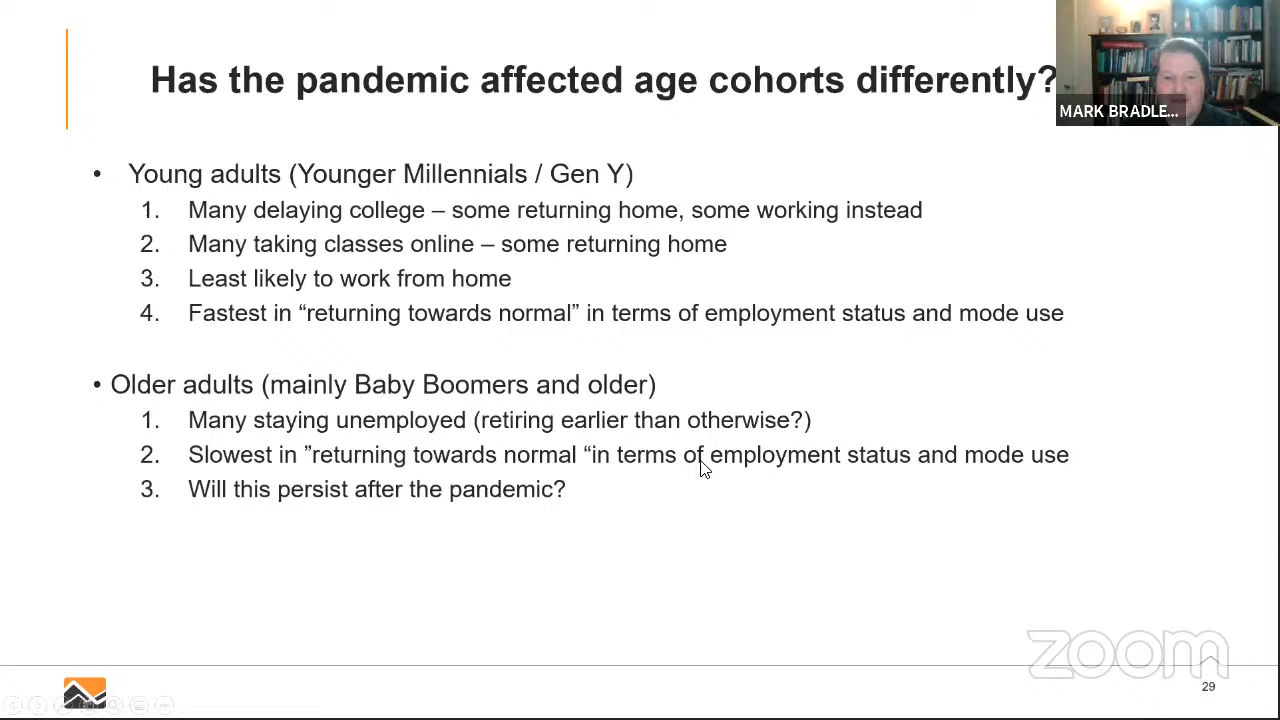 Has the pandemic affected age cohorts differently?
MARK BRADLE...
• Young adults (Younger Millennials / Gen Y)
1. Many delaying college – some returning home, some working instead
2. Many taking classes online – some returning home
3. Least likely to work from home
4. Fastest in “returning towards normal” in terms of employment status and mode use
• Older adults (mainly Baby Boomers and older)
1. Many staying unemployed (retiring earlier than otherwise?)
2. Slowest in ”returning towards normal “in terms of employment status and mode use
3. Will this persist after the pandemic?
zoom
29